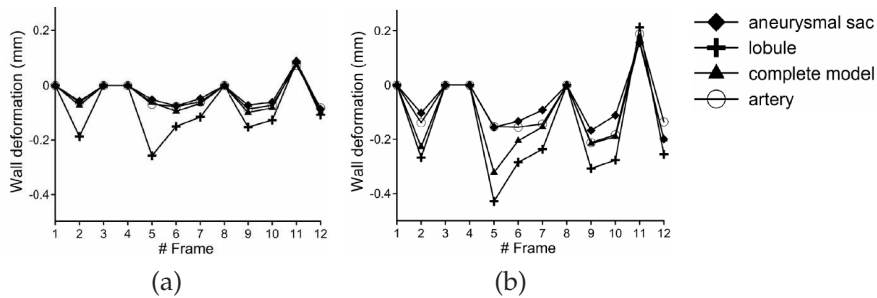 Wall deformation (mm)
0.2
0
-0.2
-0.4
1 2 3 4 5 6 7 8 9 10 11 12
# Frame
(a)
Wall deformation (mm)
0.2
0
-0.2
-0.4
1 2 3 4 5 6 7 8 9 10 11 12
# Frame
(b)
aneurysmal sac
lobule
complete model
artery